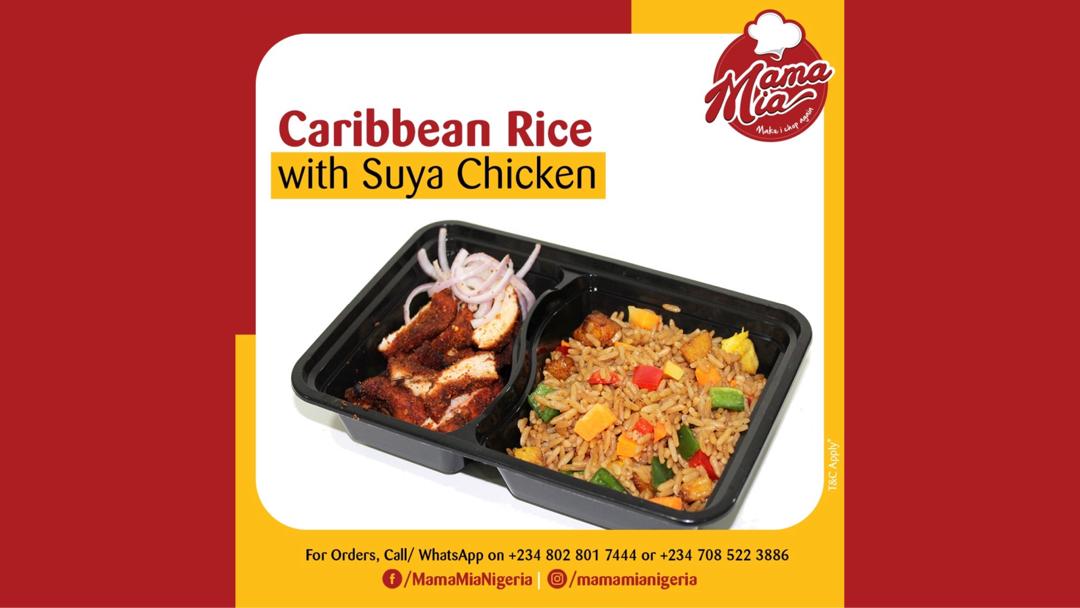 Mama
Mia
Make i chop again
Caribbean Rice
with Suya Chicken
T&C Apply*
For Orders, Call/ WhatsApp on +234 802 801 7444 or +234 708 522 3886
/MamaMiaNigeria | /mamamianigeria